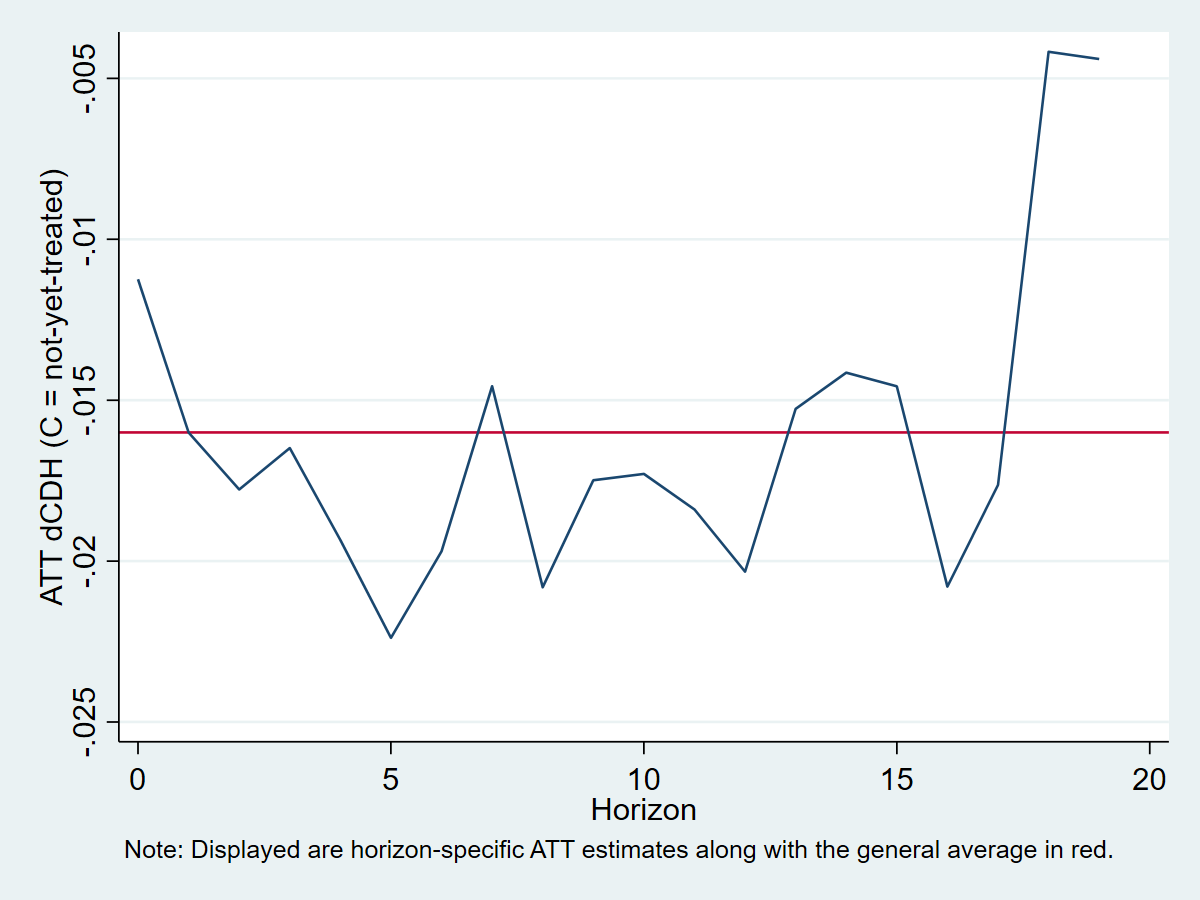 ATT dCDH (C = not-yet-treated)
-.005
-.01
-.015
-.02
-.025
0 5 10 15 20
Horizon
Note: Displayed are horizon-specific ATT estimates along with the general average in red.